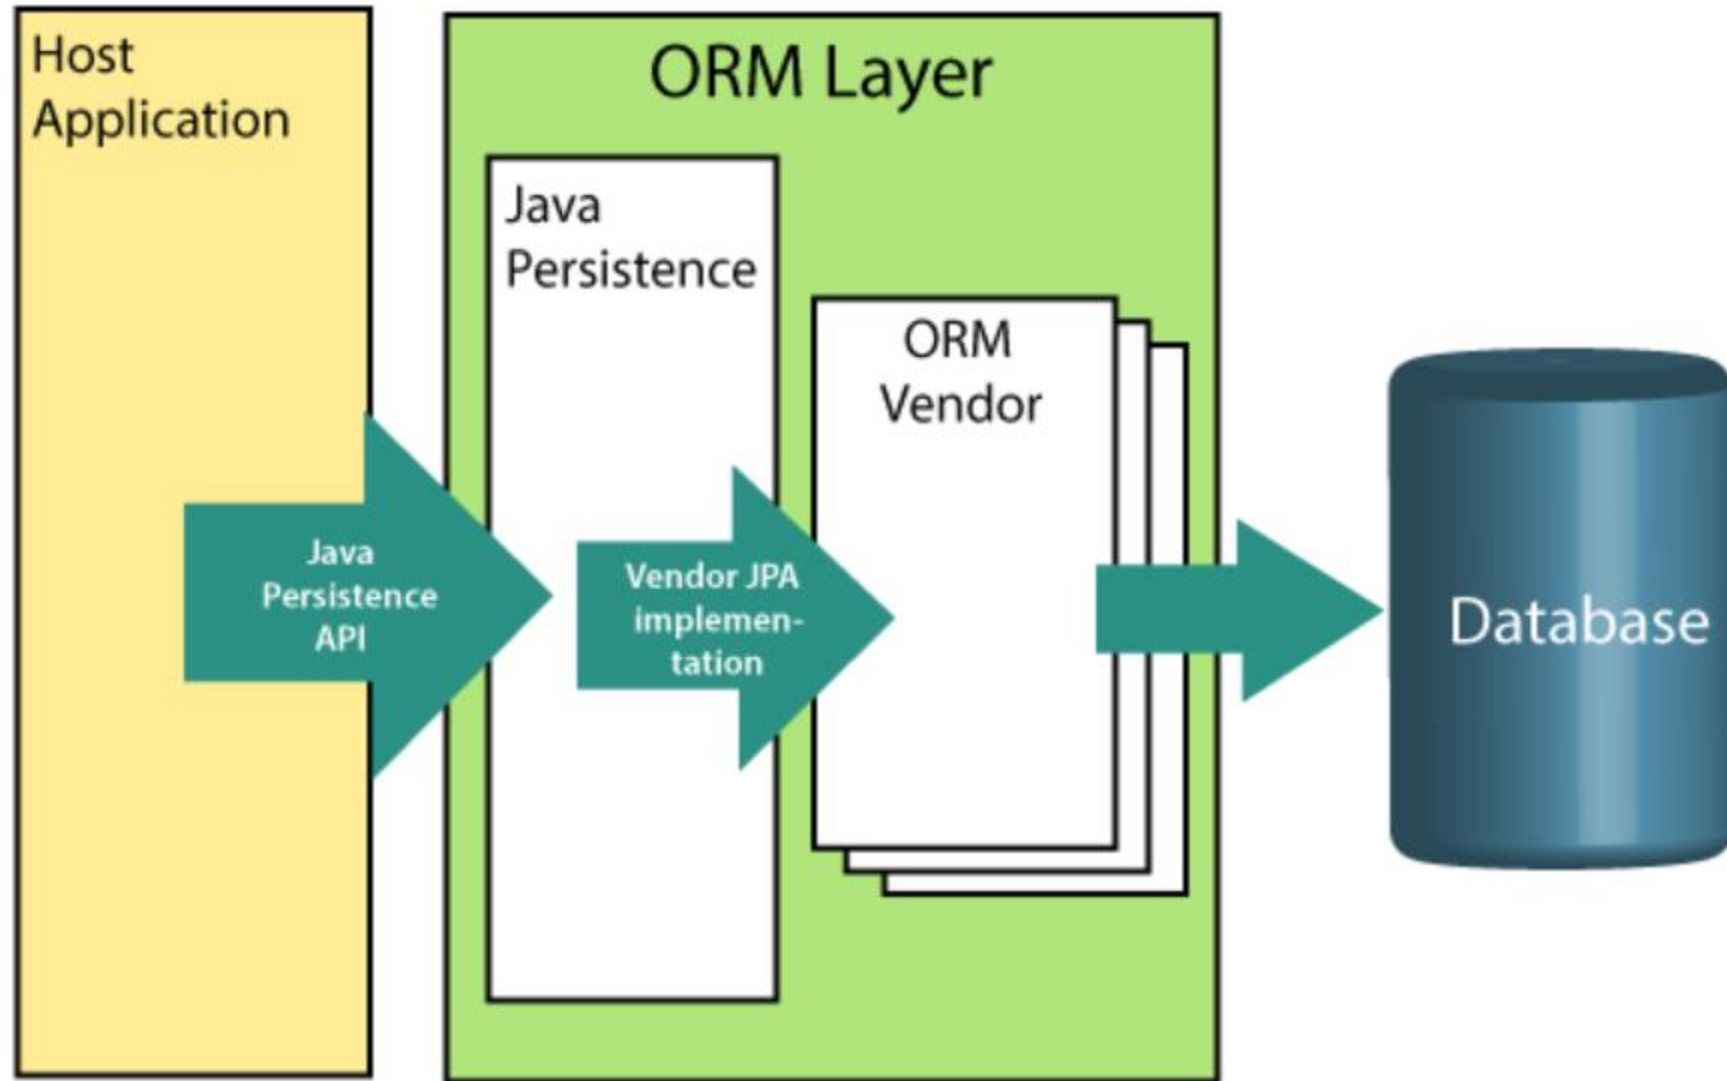 Host
Application
ORM Layer
Java
Persistence
ORM
Vendor
Java
Persistence
API
Vendor JPA
implemen-
tation
Database